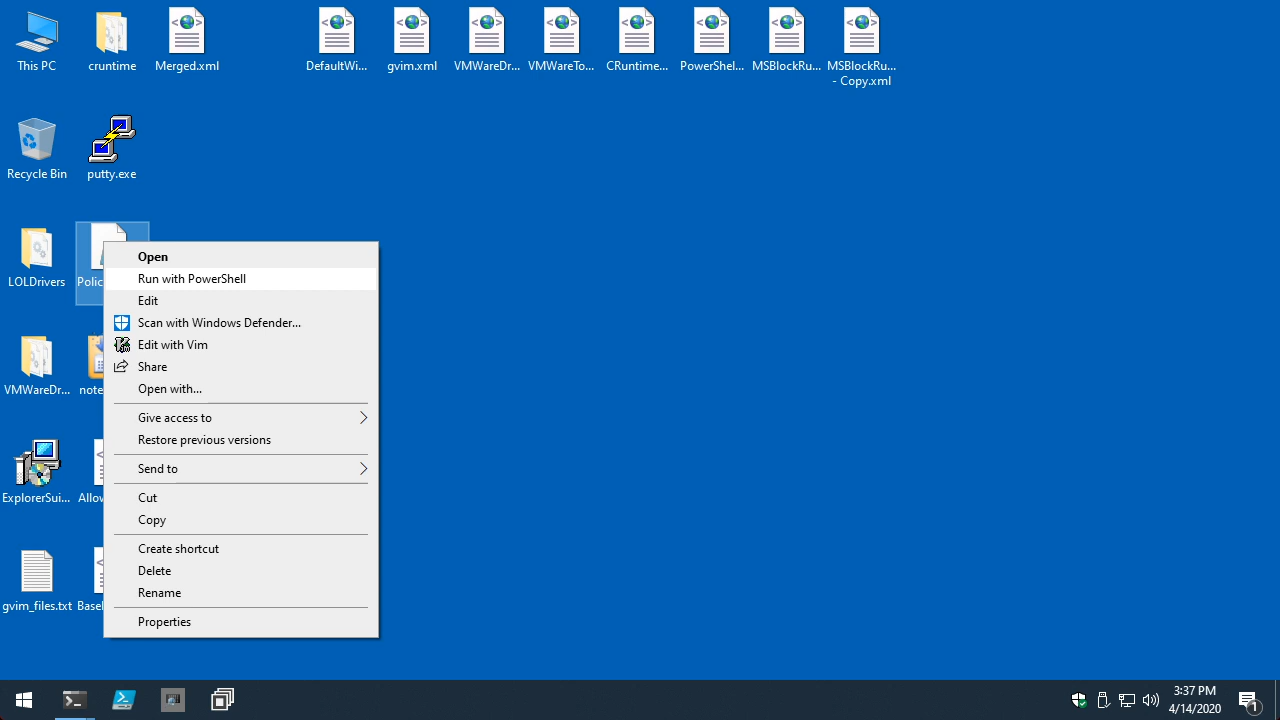 This PC
cruntime
Merged.xml
DefaultWi...
gvim.xml
VMWareDr...
VMWareTo...
CRuntime...
PowerShel...
MSBlockRu...
MSBlockRu...
- Copy.xml
Recycle Bin
putty.exe
LOLDrivers
Polic
VMWareDr...
note
ExplorerSui...
Allow
gvim_files.txt
Basel
Open
Run with PowerShell
Edit
Scan with Windows Defender...
Edit with Vim
Share
Open with...
Give access to
Restore previous versions
Send to
Cut
Copy
Create shortcut
Delete
Rename
Properties
3:37 PM
4/14/2020
1